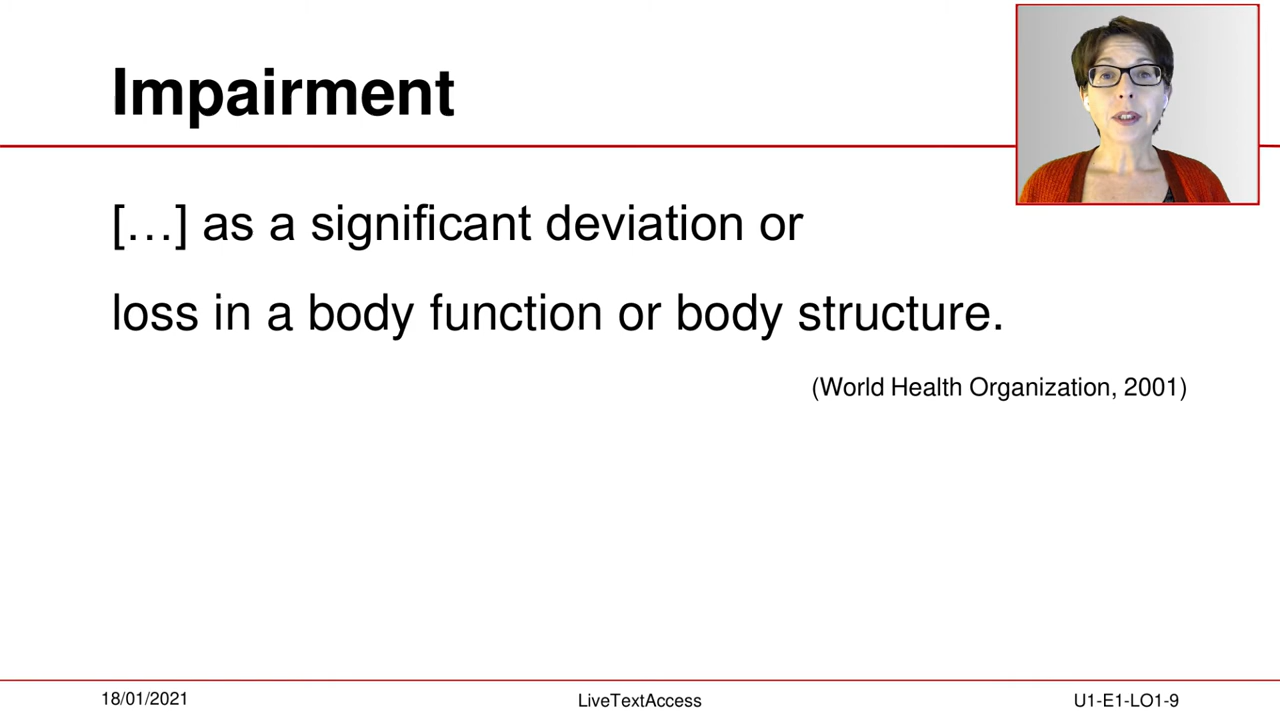 Impairment
[…] as a significant deviation or
loss in a body function or body structure.
(World Health Organization, 2001)
18/01/2021
LiveTextAccess
U1-E1-LO1-9